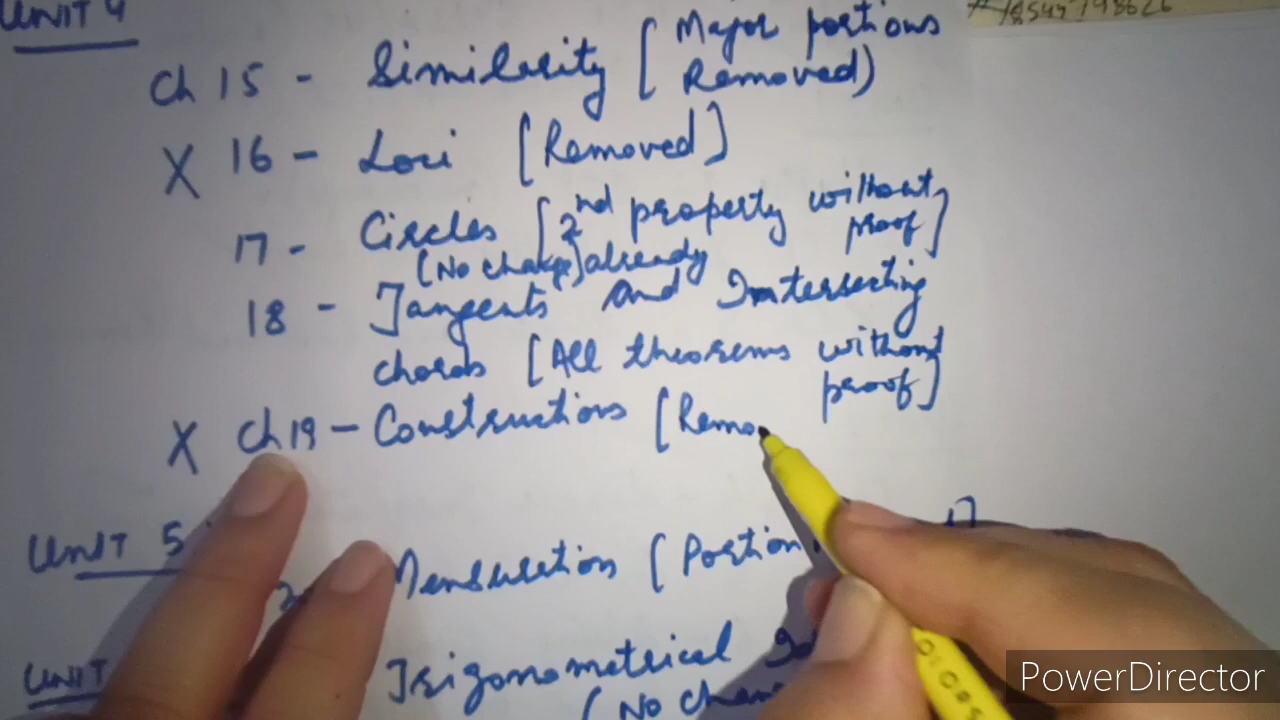 UNIT 4
Ch 15 - Similarity [Major portions
Removed)
X 16 - Loci [Removed]
17 - Circles [2nd property without
proof]
(No change) already
18 - Tangents and Intersecting
chords [All theorems without
proof]
X Ch 19 - Constructions [Remo
UNIT 5
Mensuration (Portion
UNIT
Trigonometrical
(No chan
PowerDirector